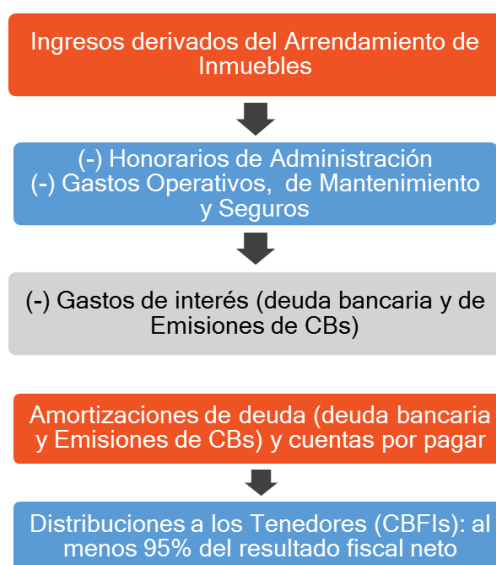 Ingresos derivados del Arrendamiento de
Inmuebles
(-) Honorarios de Administración
(-) Gastos Operativos, de Mantenimiento
y Seguros
(-) Gastos de interés (deuda bancaria y de
Emisiones de CBs)
Amortizaciones de deuda (deuda bancaria
y Emisiones de CBs) y cuentas por pagar
Distribuciones a los Tenedores (CBFIs): al
menos 95% del resultado fiscal neto